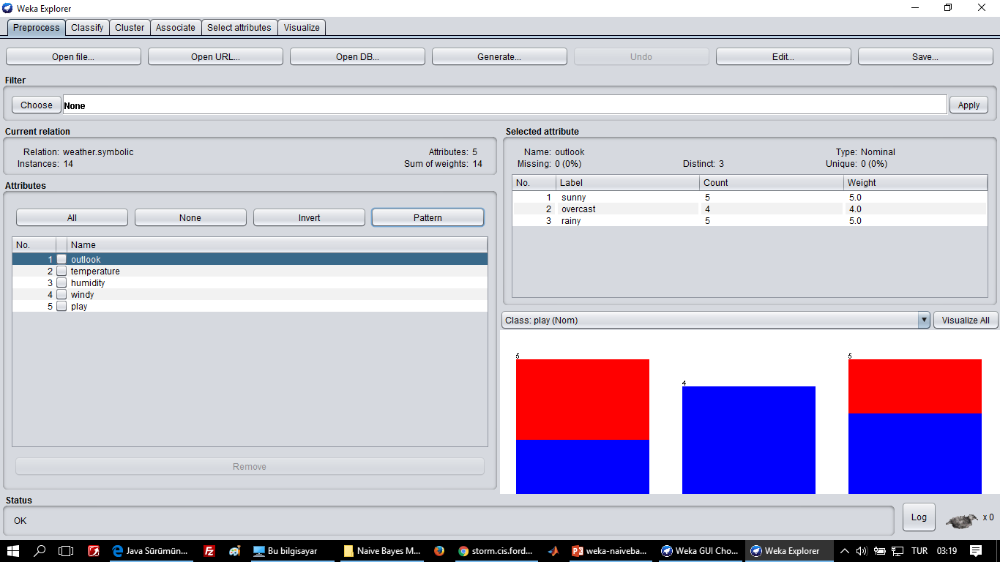 Weka Explorer
Preprocess Classify Cluster Associate Select attributes Visualize
Open file... Open URL... Open DB... Generate... Undo Edit... Save...
Filter
Choose None Apply
Current relation
Relation: weather.symbolic Attributes: 5
Instances: 14 Sum of weights: 14
Attributes
All None Invert Pattern
No. Name
1 outlook
2 temperature
3 humidity
4 windy
5 play
Remove
Selected attribute
Name: outlook Type: Nominal
Missing: 0 (0%) Distinct: 3 Unique: 0 (0%)
No. Label Count Weight
1 sunny 5 5.0
2 overcast 4 4.0
3 rainy 5 5.0
Class: play (Nom) Visualize All
5 4 5
Status
OK Log x 0
Java Sürümün... Bu bilgisayar Naive Bayes M... storm.cis.ford... weka-naiveba... Weka GUI Cho... Weka Explorer TUR 03:19